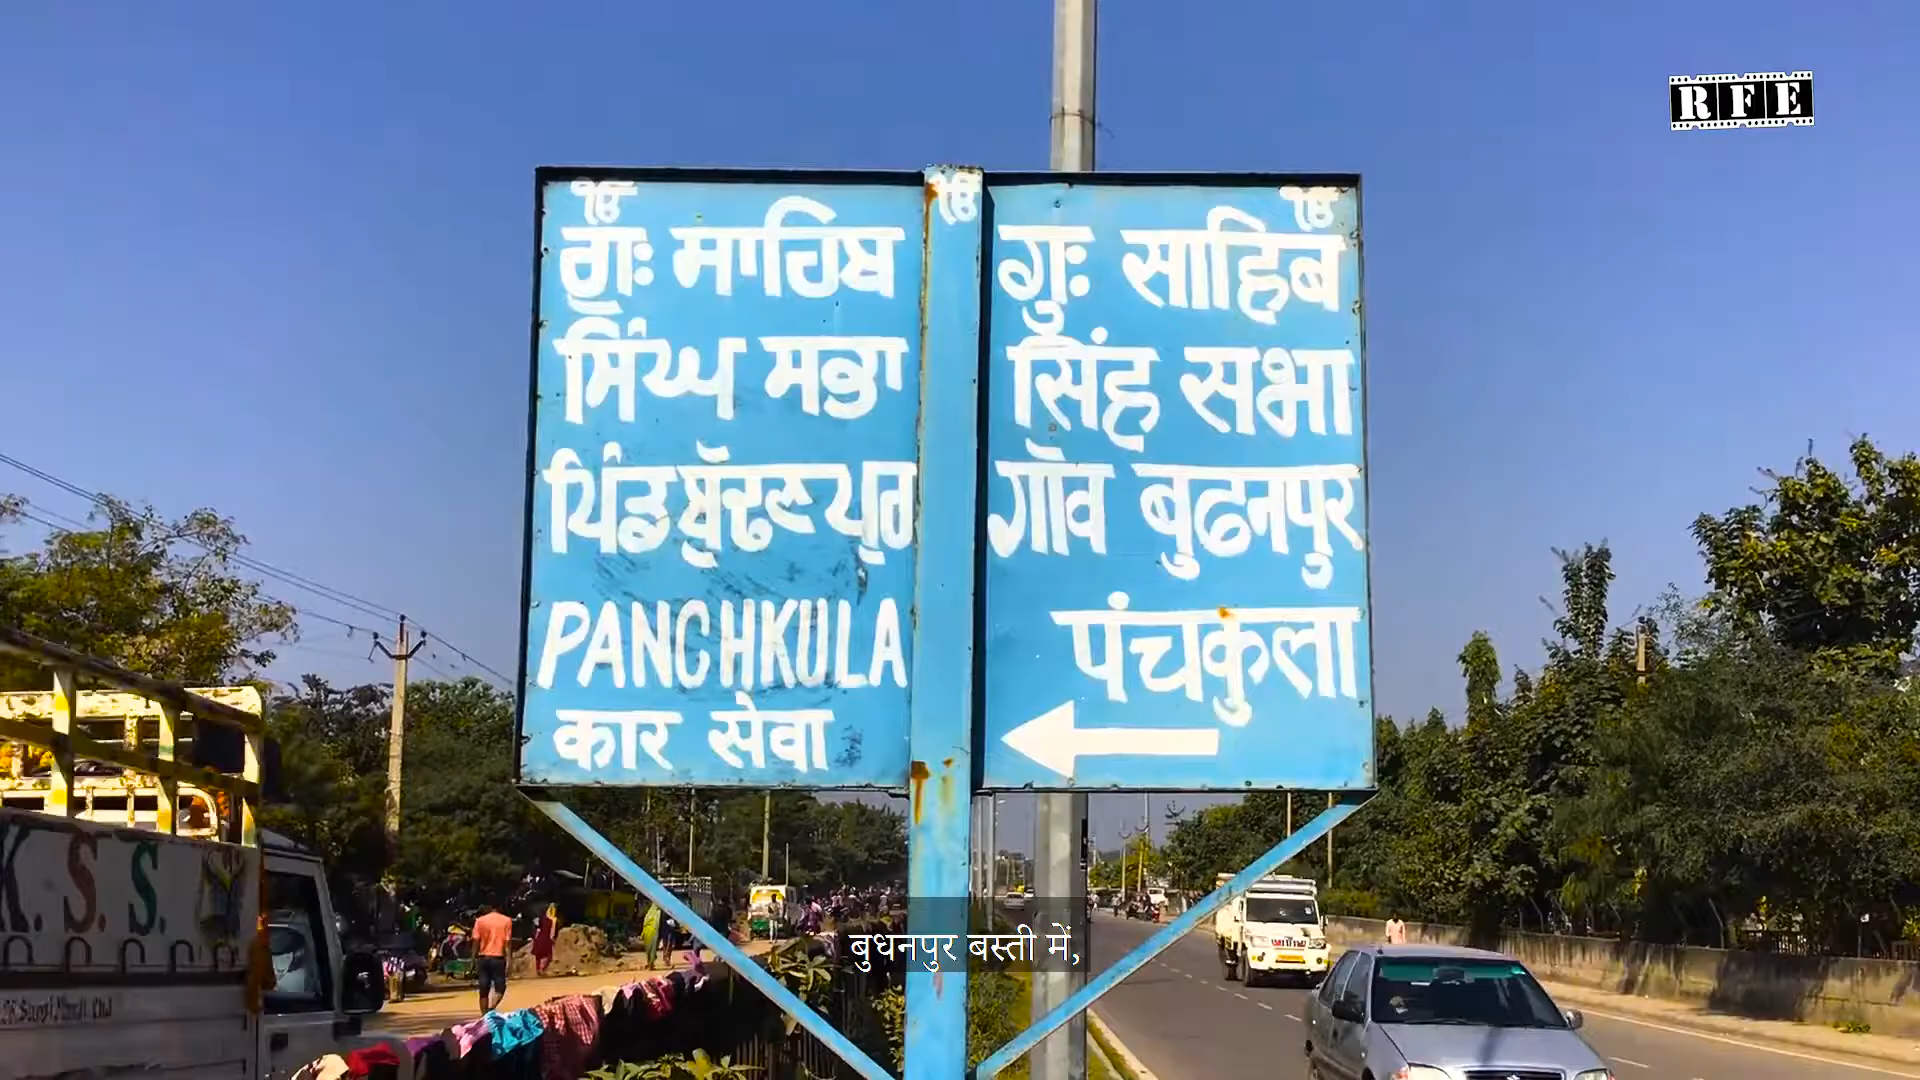 ੴ
ਗੁ: ਸਾਹਿਬ
ਸਿੰਘ ਸਭਾ
ਪਿੰਡ ਬੁੱਢਣਪੁਰ
PANCHKULA
कार सेवा
ੴ
ੴ
गु: साहिब
सिंह सभा
गॉव बुढनपुर
पंचकुला
RFE
K.S.S.
बुधनपुर बस्ती में,